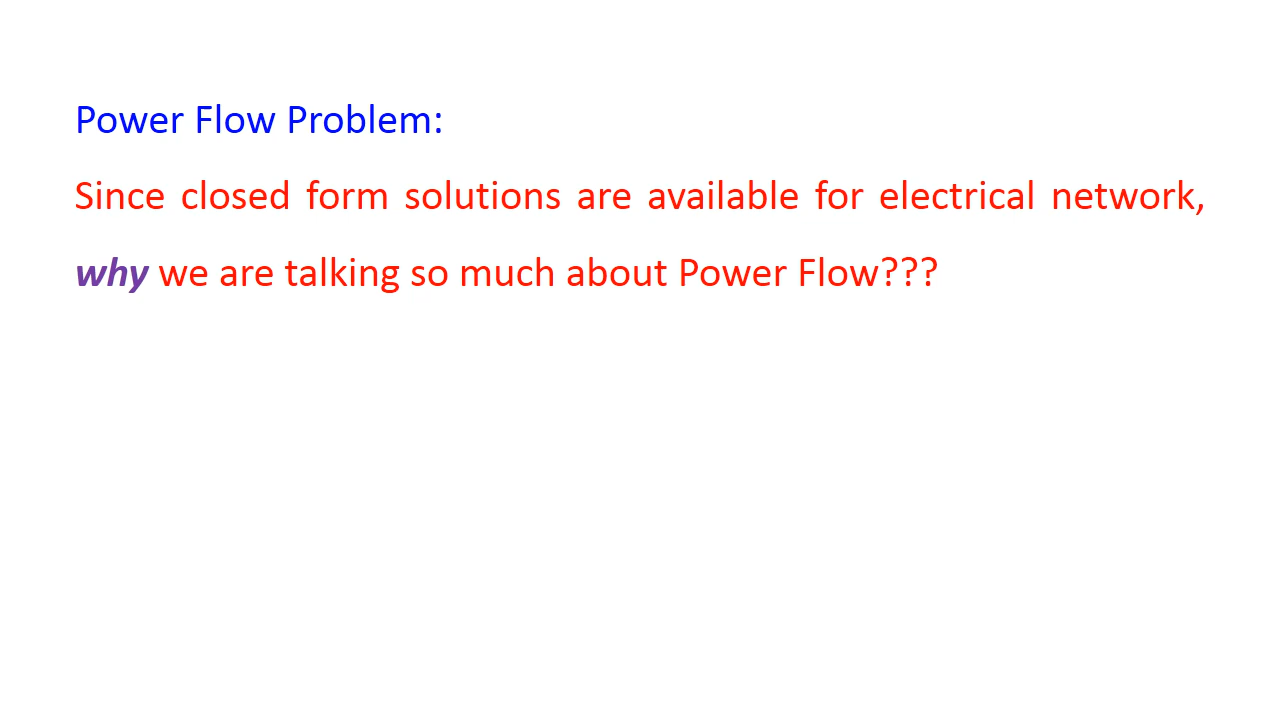 Power Flow Problem:
Since closed form solutions are available for electrical network,
why we are talking so much about Power Flow???